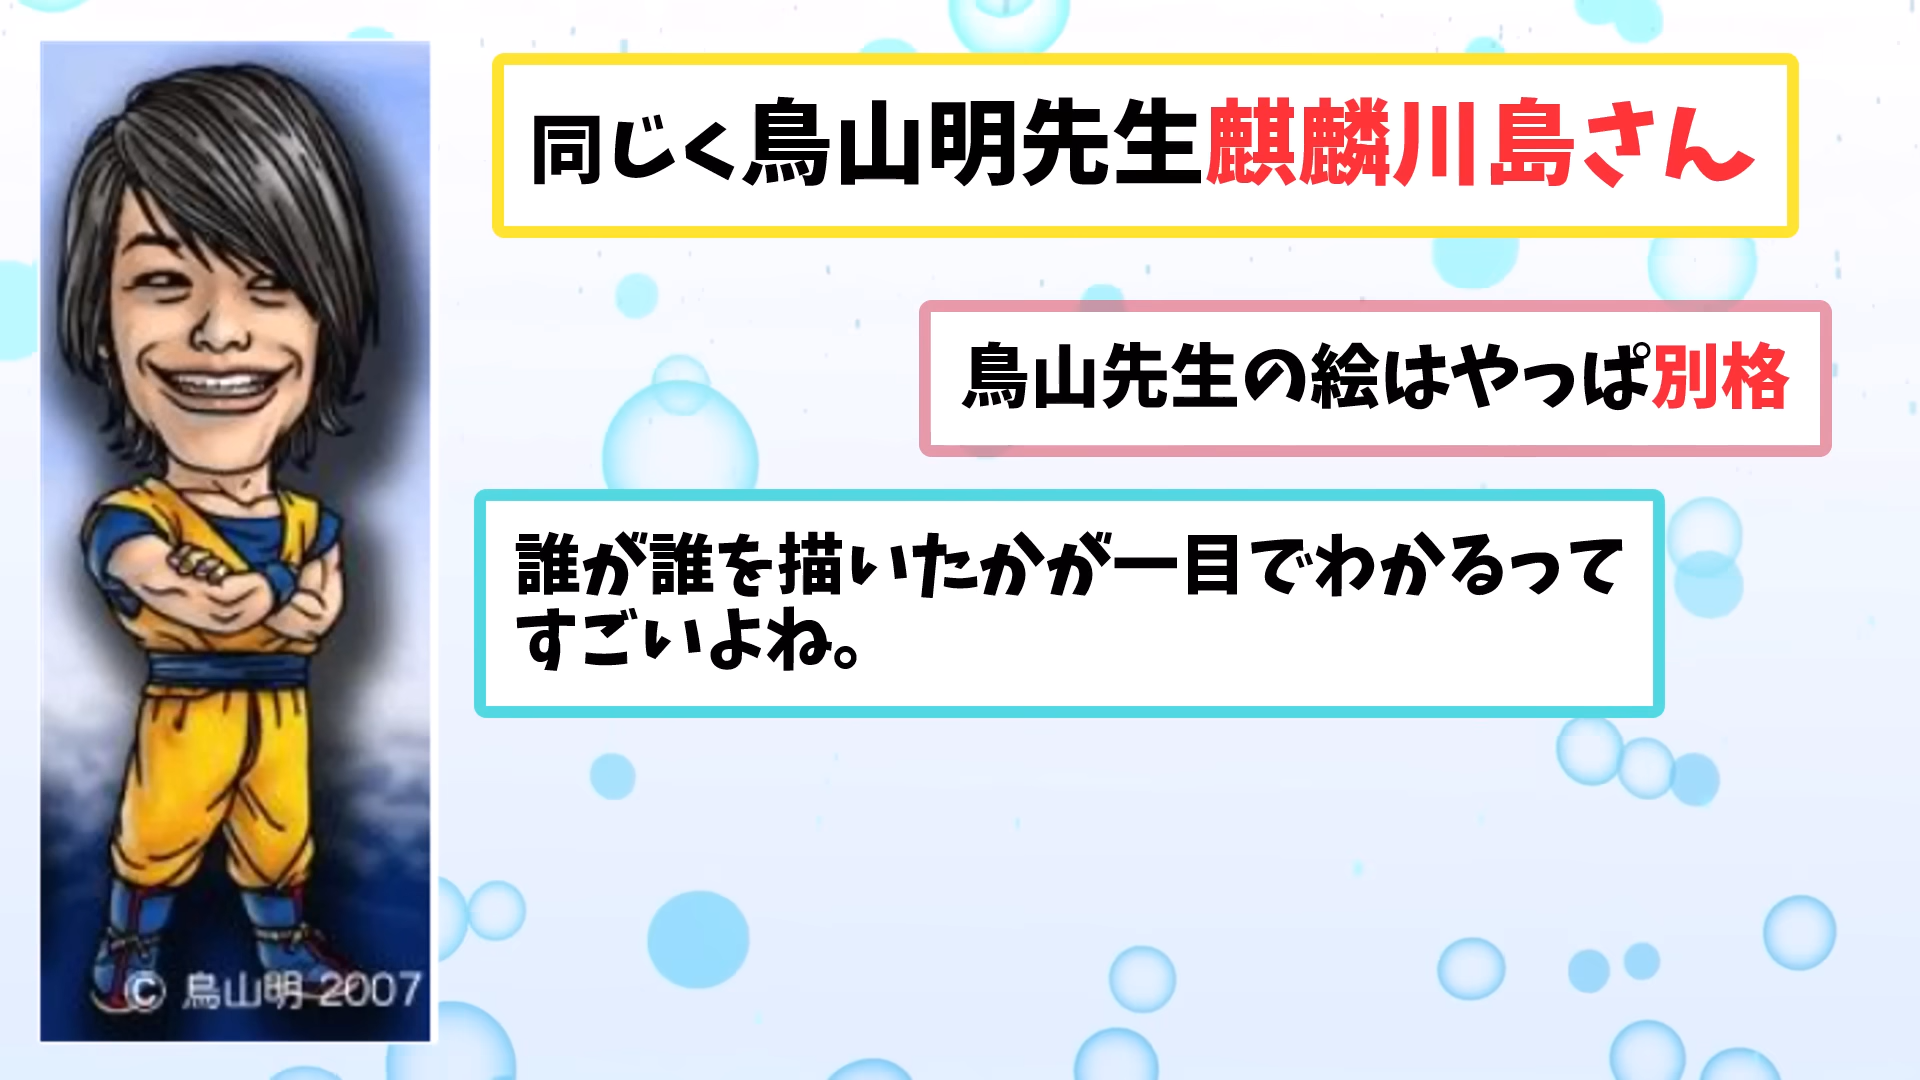 同じく鳥山明先生麒麟川島さん
鳥山先生の絵はやっぱ別格
誰が誰を描いたかが一目でわかるって
すごいよね。
© 鳥山明 2007